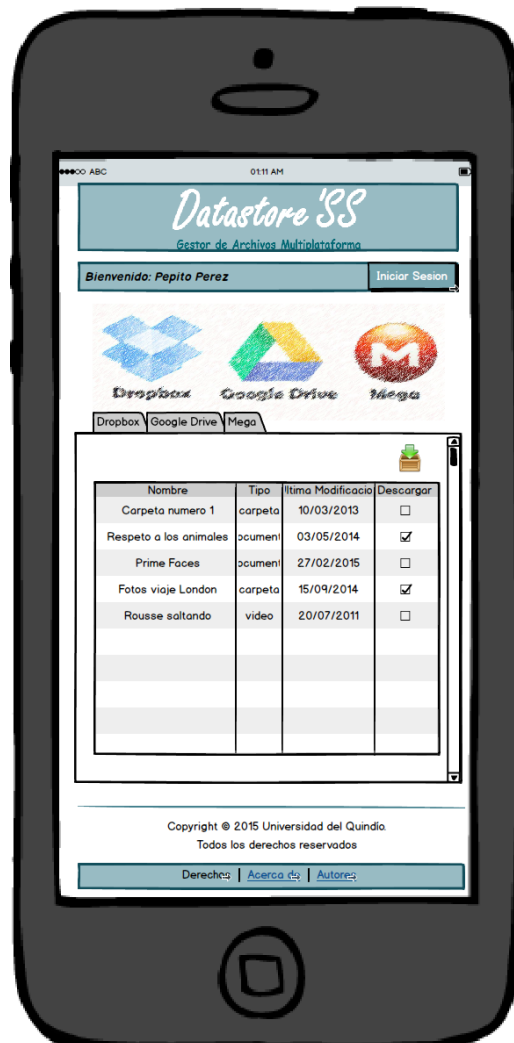 ABC 01:11 AM
Datastore 'SS
Gestor de Archivos Multiplataforma
Bienvenido: Pepito Perez Iniciar Sesion
Dropbox Google Drive Mega
Dropbox Google Drive Mega
Nombre Tipo ltima Modificacio Descargar
Carpeta numero 1 carpeta 10/03/2013
Respeto a los animales ocument 03/05/2014
Prime Faces ocument 27/02/2015
Fotos viaje London carpeta 15/09/2014
Rousse saltando video 20/07/2011
Copyright © 2015 Universidad del Quindío.
Todos los derechos reservados
Derechos | Acerca de | Autores